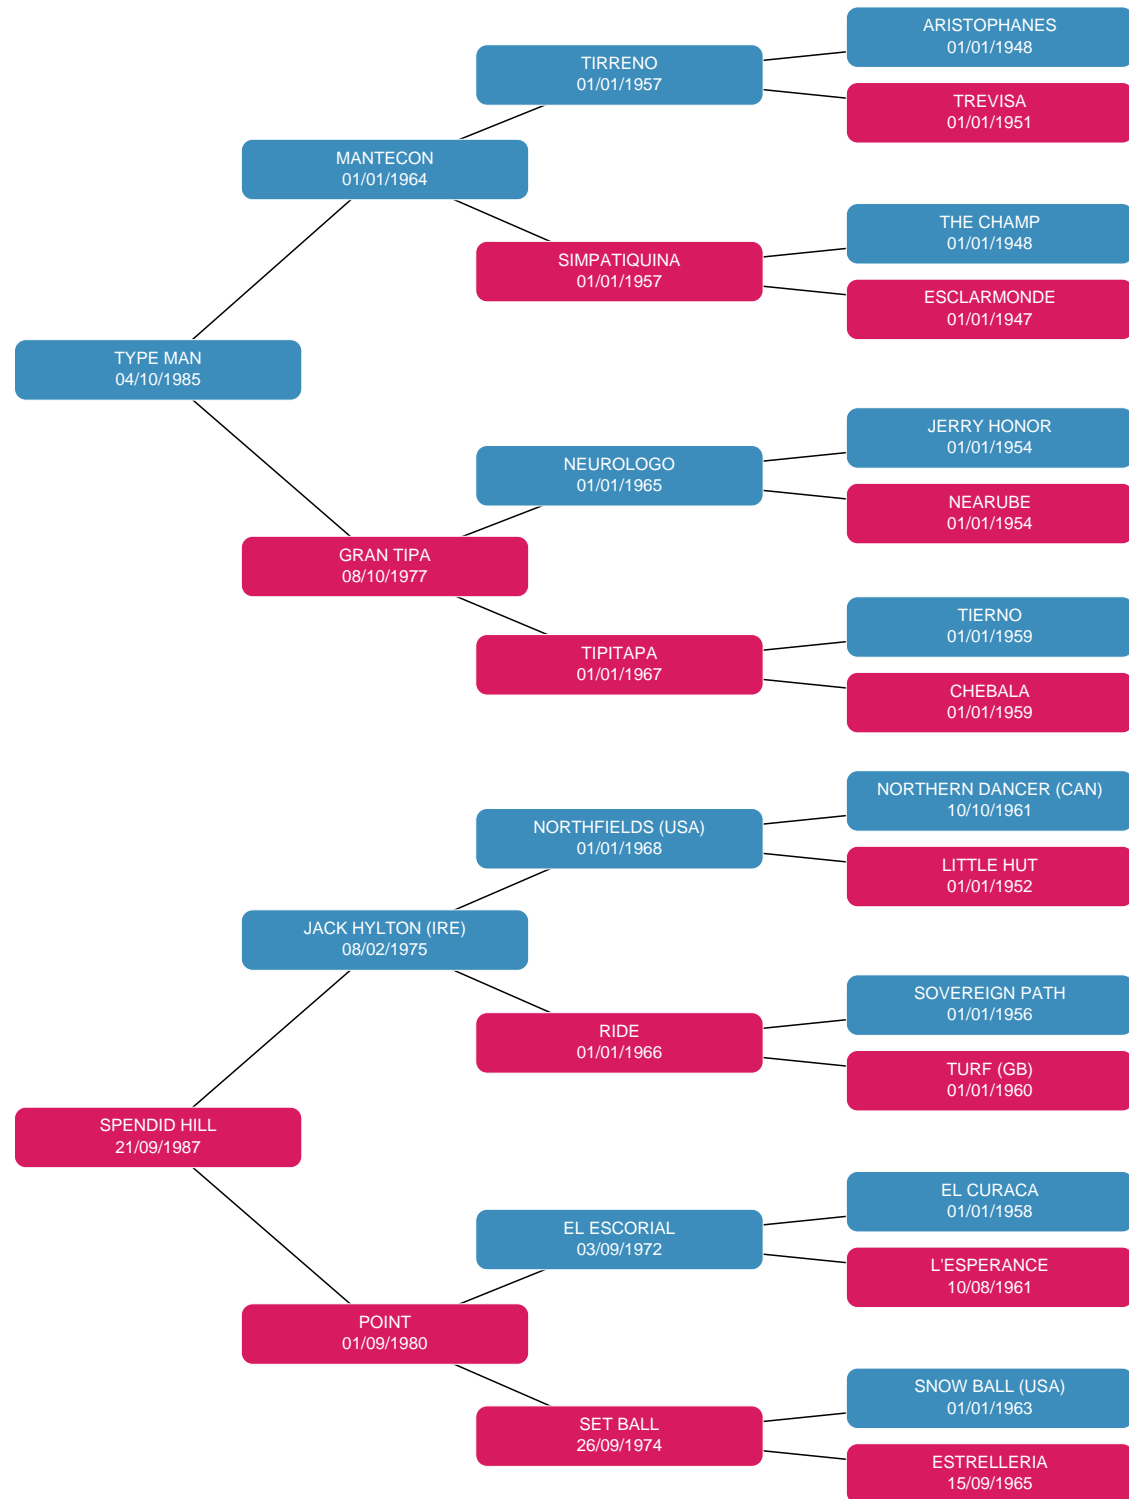 ARISTOPHANES
01/01/1948
TIRRENO
01/01/1957
TREVISA
01/01/1951
MANTECON
01/01/1964
THE CHAMP
01/01/1948
SIMPATIQUINA
01/01/1957
ESCLARMONDE
01/01/1947
TYPE MAN
04/10/1985
JERRY HONOR
01/01/1954
NEUROLOGO
01/01/1965
NEARUBE
01/01/1954
GRAN TIPA
08/10/1977
TIERNO
01/01/1959
TIPITAPA
01/01/1967
CHEBALA
01/01/1959
NORTHERN DANCER (CAN)
10/10/1961
NORTHFIELDS (USA)
01/01/1968
LITTLE HUT
01/01/1952
JACK HYLTON (IRE)
08/02/1975
SOVEREIGN PATH
01/01/1956
RIDE
01/01/1966
TURF (GB)
01/01/1960
SPENDID HILL
21/09/1987
EL CURACA
01/01/1958
EL ESCORIAL
03/09/1972
L'ESPERANCE
10/08/1961
POINT
01/09/1980
SNOW BALL (USA)
01/01/1963
SET BALL
26/09/1974
ESTRELLERIA
15/09/1965